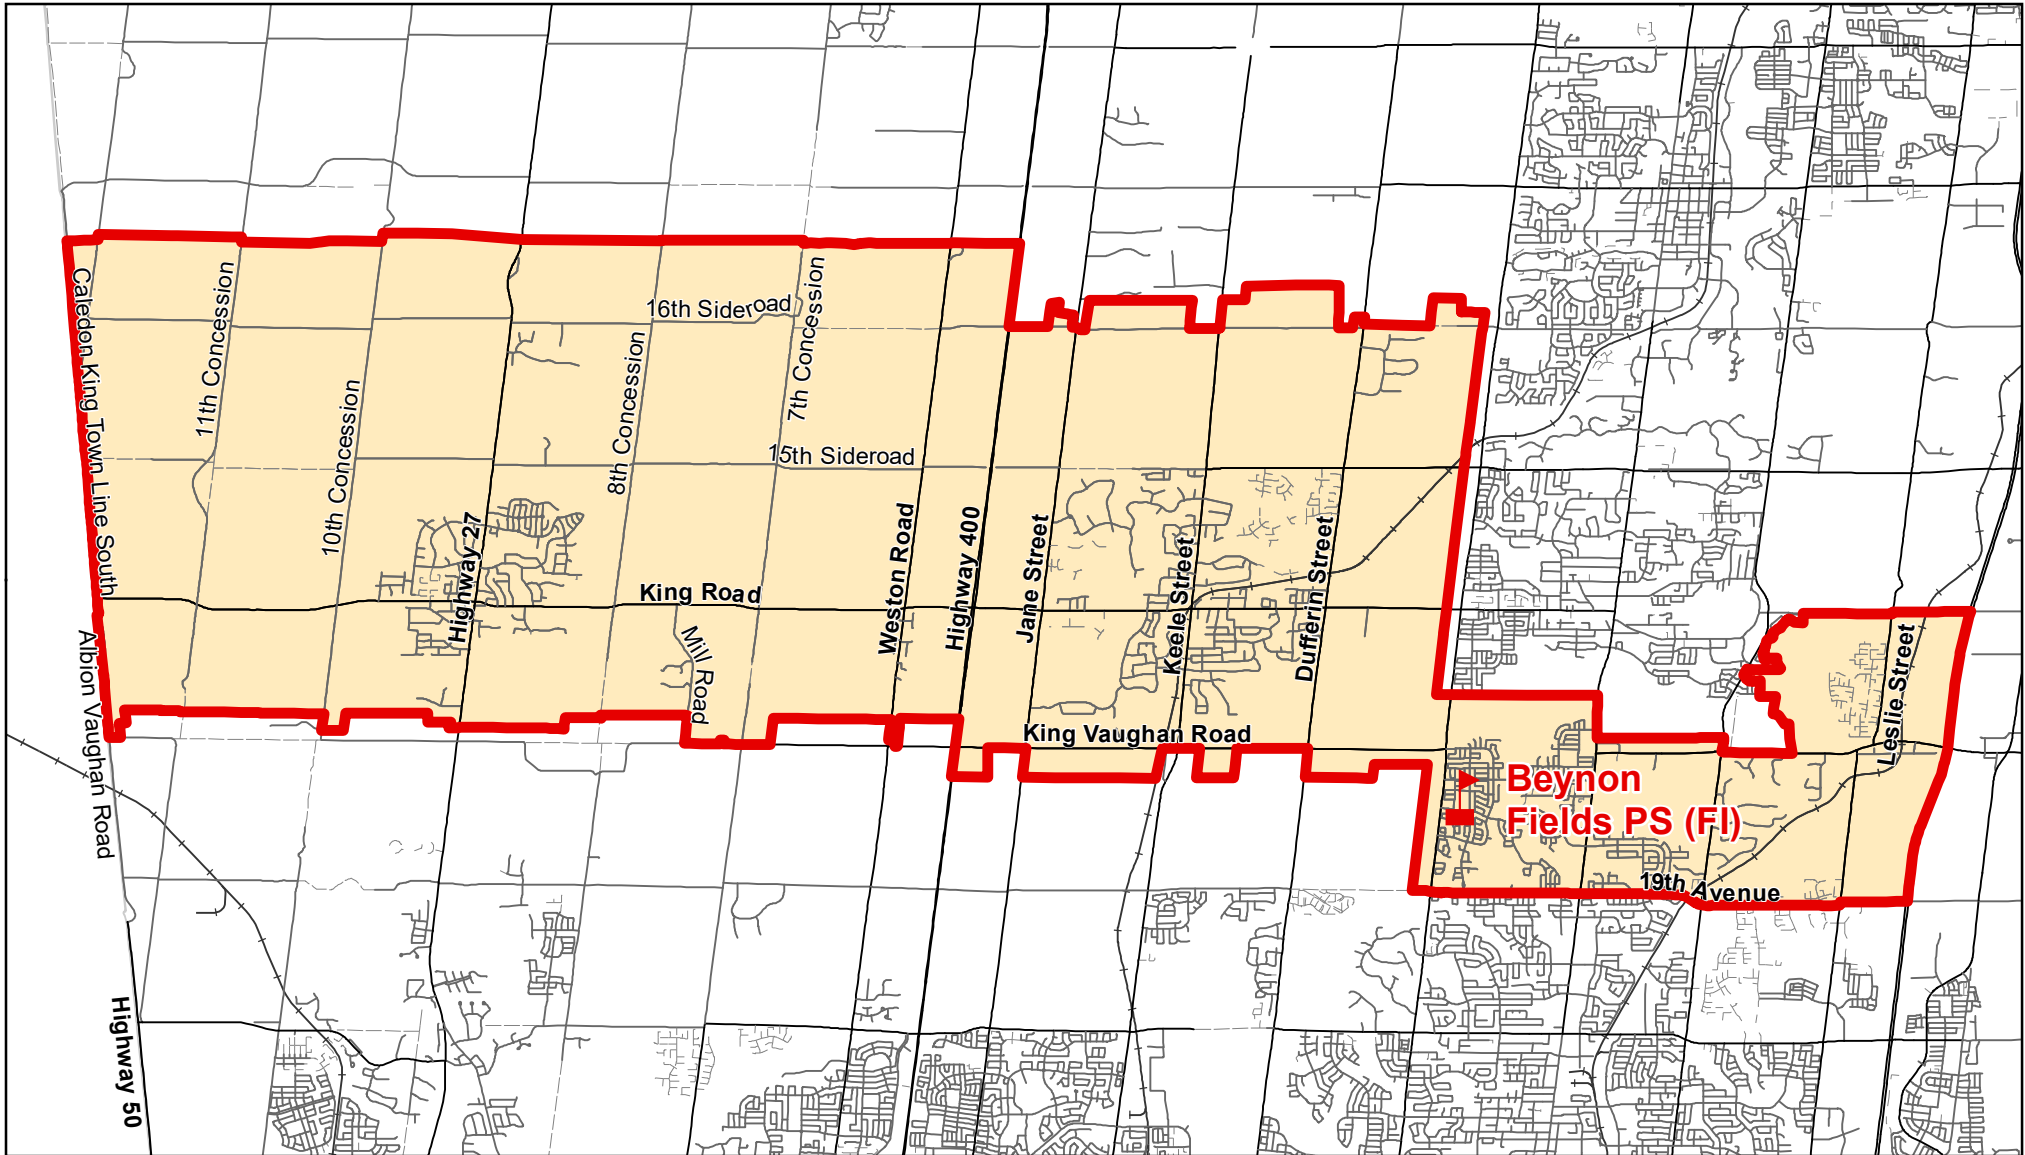 Caledon King Town Line South
11th Concession
10th Concession
Highway 27
8th Concession
16th Sideroad
7th Concession
15th Sideroad
King Road
Mill Road
Weston Road
Highway 400
Jane Street
Keele Street
Dufferin Street
King Vaughan Road
Leslie Street
Beynon
Fields PS (FI)
19th Avenue
Albion Vaughan Road
Highway 50